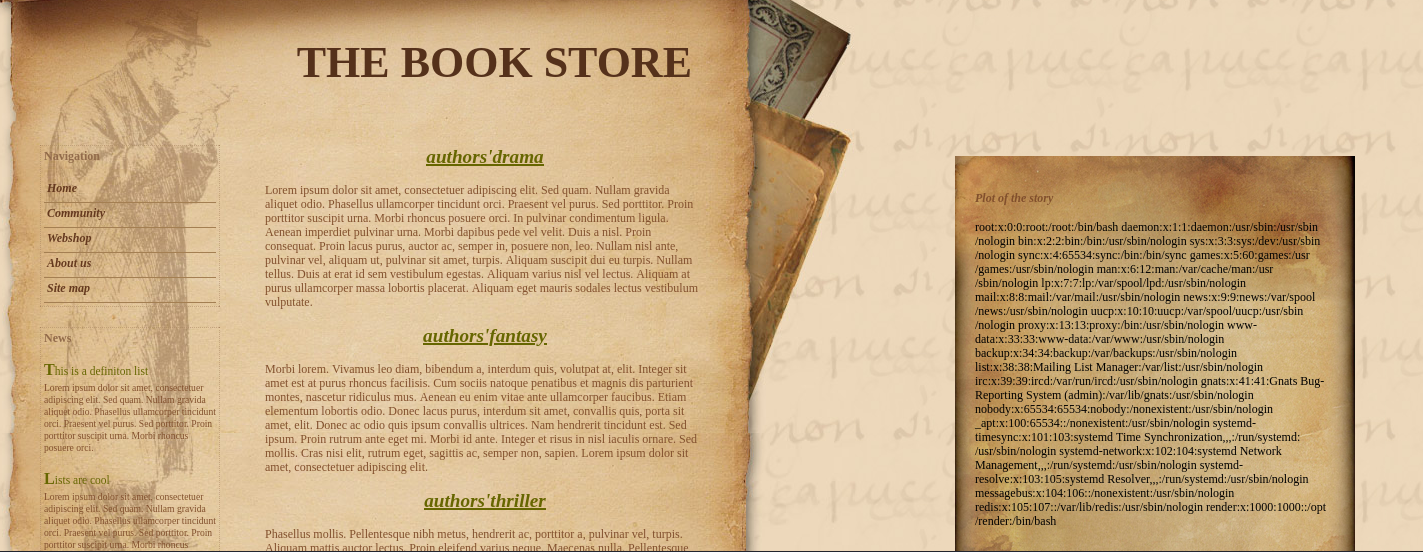 THE BOOK STORE
Navigation
Home
Community
Webshop
About us
Site map
News
This is a definiton list
Lorem ipsum dolor sit amet, consectetuer
adipiscing elit. Sed quam. Nullam gravida
aliquet odio. Phasellus ullamcorper tincidunt
orci. Praesent vel purus. Sed porttitor. Proin
porttitor suscipit urna. Morbi rhoncus
posuere orci..
Lists are cool
Lorem ipsum dolor sit amet, consectetuer
adipiscing elit. Sed quam. Nullam gravida
aliquet odio. Phasellus ullamcorper tincidunt
orci. Praesent vel purus. Sed porttitor. Proin
porttitor suscipit urna. Morbi rhoncus
authors'drama
Lorem ipsum dolor sit amet, consectetuer adipiscing elit. Sed quam. Nullam gravida
aliquet odio. Phasellus ullamcorper tincidunt orci. Praesent vel purus. Sed porttitor. Proin
porttitor suscipit urna. Morbi rhoncus posuere orci. In pulvinar condimentum ligula.
Aenean imperdiet pulvinar urna. Morbi dapibus pede vel velit. Duis a nisl. Proin
consequat. Proin lacus purus, auctor ac, semper in, posuere non, leo. Nullam nisl ante,
pulvinar vel, aliquam ut, pulvinar sit amet, turpis. Aliquam suscipit dui eu turpis. Nullam
tellus. Duis at erat id sem vestibulum egestas. Aliquam varius nisl vel lectus. Aliquam at
purus ullamcorper massa lobortis placerat. Aliquam eget mauris sodales lectus vestibulum
vulputate.
authors'fantasy
Morbi lorem. Vivamus leo diam, bibendum a, interdum quis, volutpat at, elit. Integer sit
amet est at purus rhoncus facilisis. Cum sociis natoque penatibus et magnis dis parturient
montes, nascetur ridiculus mus. Aenean eu enim vitae ante ullamcorper faucibus. Etiam
elementum lobortis odio. Donec lacus purus, interdum sit amet, convallis quis, porta sit
amet, elit. Donec ac odio quis ipsum convallis ultrices. Nam hendrerit tincidunt est. Sed
ipsum. Proin rutrum ante eget mi. Morbi id ante. Integer et risus in nisl iaculis ornare. Sed
mollis. Cras nisi elit, rutrum eget, sagittis ac, semper non, sapien. Lorem ipsum dolor sit
amet, consectetuer adipiscing elit.
authors'thriller
Phasellus mollis. Pellentesque nibh metus, hendrerit ac, porttitor a, pulvinar vel, turpis.
Aliquam mattis auctor lectus. Proin eleifend varius neque. Maecenas nulla. Pellentesque
Plot of the story
root:x:0:0:root:/root:/bin/bash daemon:x:1:1:daemon:/usr/sbin:/usr/sbin
/nologin bin:x:2:2:bin:/bin:/usr/sbin/nologin sys:x:3:3:sys:/dev:/usr/sbin
/nologin sync:x:4:65534:sync:/bin:/bin/sync games:x:5:60:games:/usr
/games:/usr/sbin/nologin man:x:6:12:man:/var/cache/man:/usr
/sbin/nologin lp:x:7:7:lp:/var/spool/lpd:/usr/sbin/nologin
mail:x:8:8:mail:/var/mail:/usr/sbin/nologin news:x:9:9:news:/var/spool
/news:/usr/sbin/nologin uucp:x:10:10:uucp:/var/spool/uucp:/usr/sbin
/nologin proxy:x:13:13:proxy:/bin:/usr/sbin/nologin www-
data:x:33:33:www-data:/var/www:/usr/sbin/nologin
backup:x:34:34:backup:/var/backups:/usr/sbin/nologin
list:x:38:38:Mailing List Manager:/var/list:/usr/sbin/nologin
irc:x:39:39:ircd:/var/run/ircd:/usr/sbin/nologin gnats:x:41:41:Gnats Bug-
Reporting System (admin):/var/lib/gnats:/usr/sbin/nologin
nobody:x:65534:65534:nobody:/nonexistent:/usr/sbin/nologin
_apt:x:100:65534::/nonexistent:/usr/sbin/nologin systemd-
timesync:x:101:103:systemd Time Synchronization,,,:/run/systemd:
/usr/sbin/nologin systemd-network:x:102:104:systemd Network
Management,,,:/run/systemd:/usr/sbin/nologin systemd-
resolve:x:103:105:systemd Resolver,,,:/run/systemd:/usr/sbin/nologin
messagebus:x:104:106::/nonexistent:/usr/sbin/nologin
redis:x:105:107::/var/lib/redis:/usr/sbin/nologin render:x:1000:1000::/opt
/render:/bin/bash